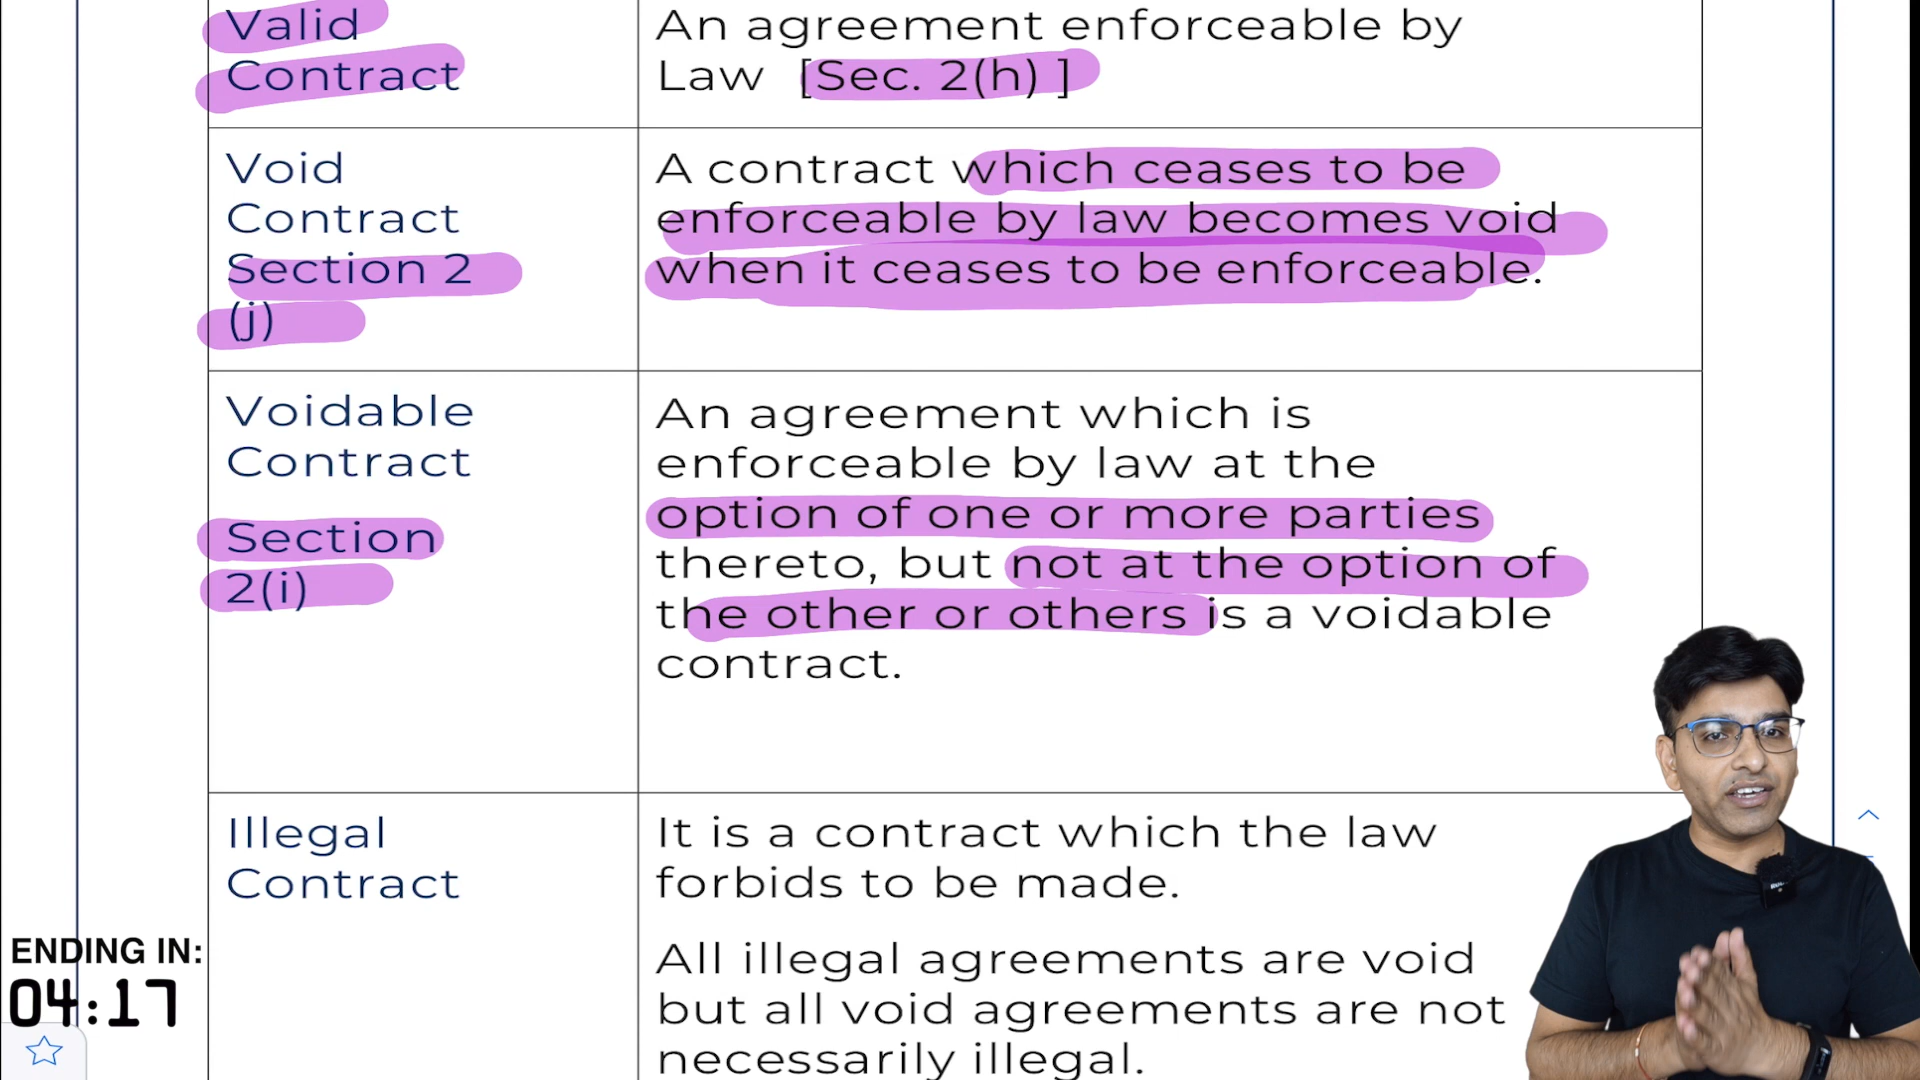 Valid
Contract
An agreement enforceable by
Law [Sec. 2(h) ]
Void
Contract
Section 2
(j)
A contract which ceases to be
enforceable by law becomes void
when it ceases to be enforceable.
Voidable
Contract
Section
2(i)
An agreement which is
enforceable by law at the
option of one or more parties
thereto, but not at the option of
the other or others is a voidable
contract.
Illegal
Contract
It is a contract which the law
forbids to be made.
All illegal agreements are void
but all void agreements are not
necessarily illegal.
ENDING IN:
04:17